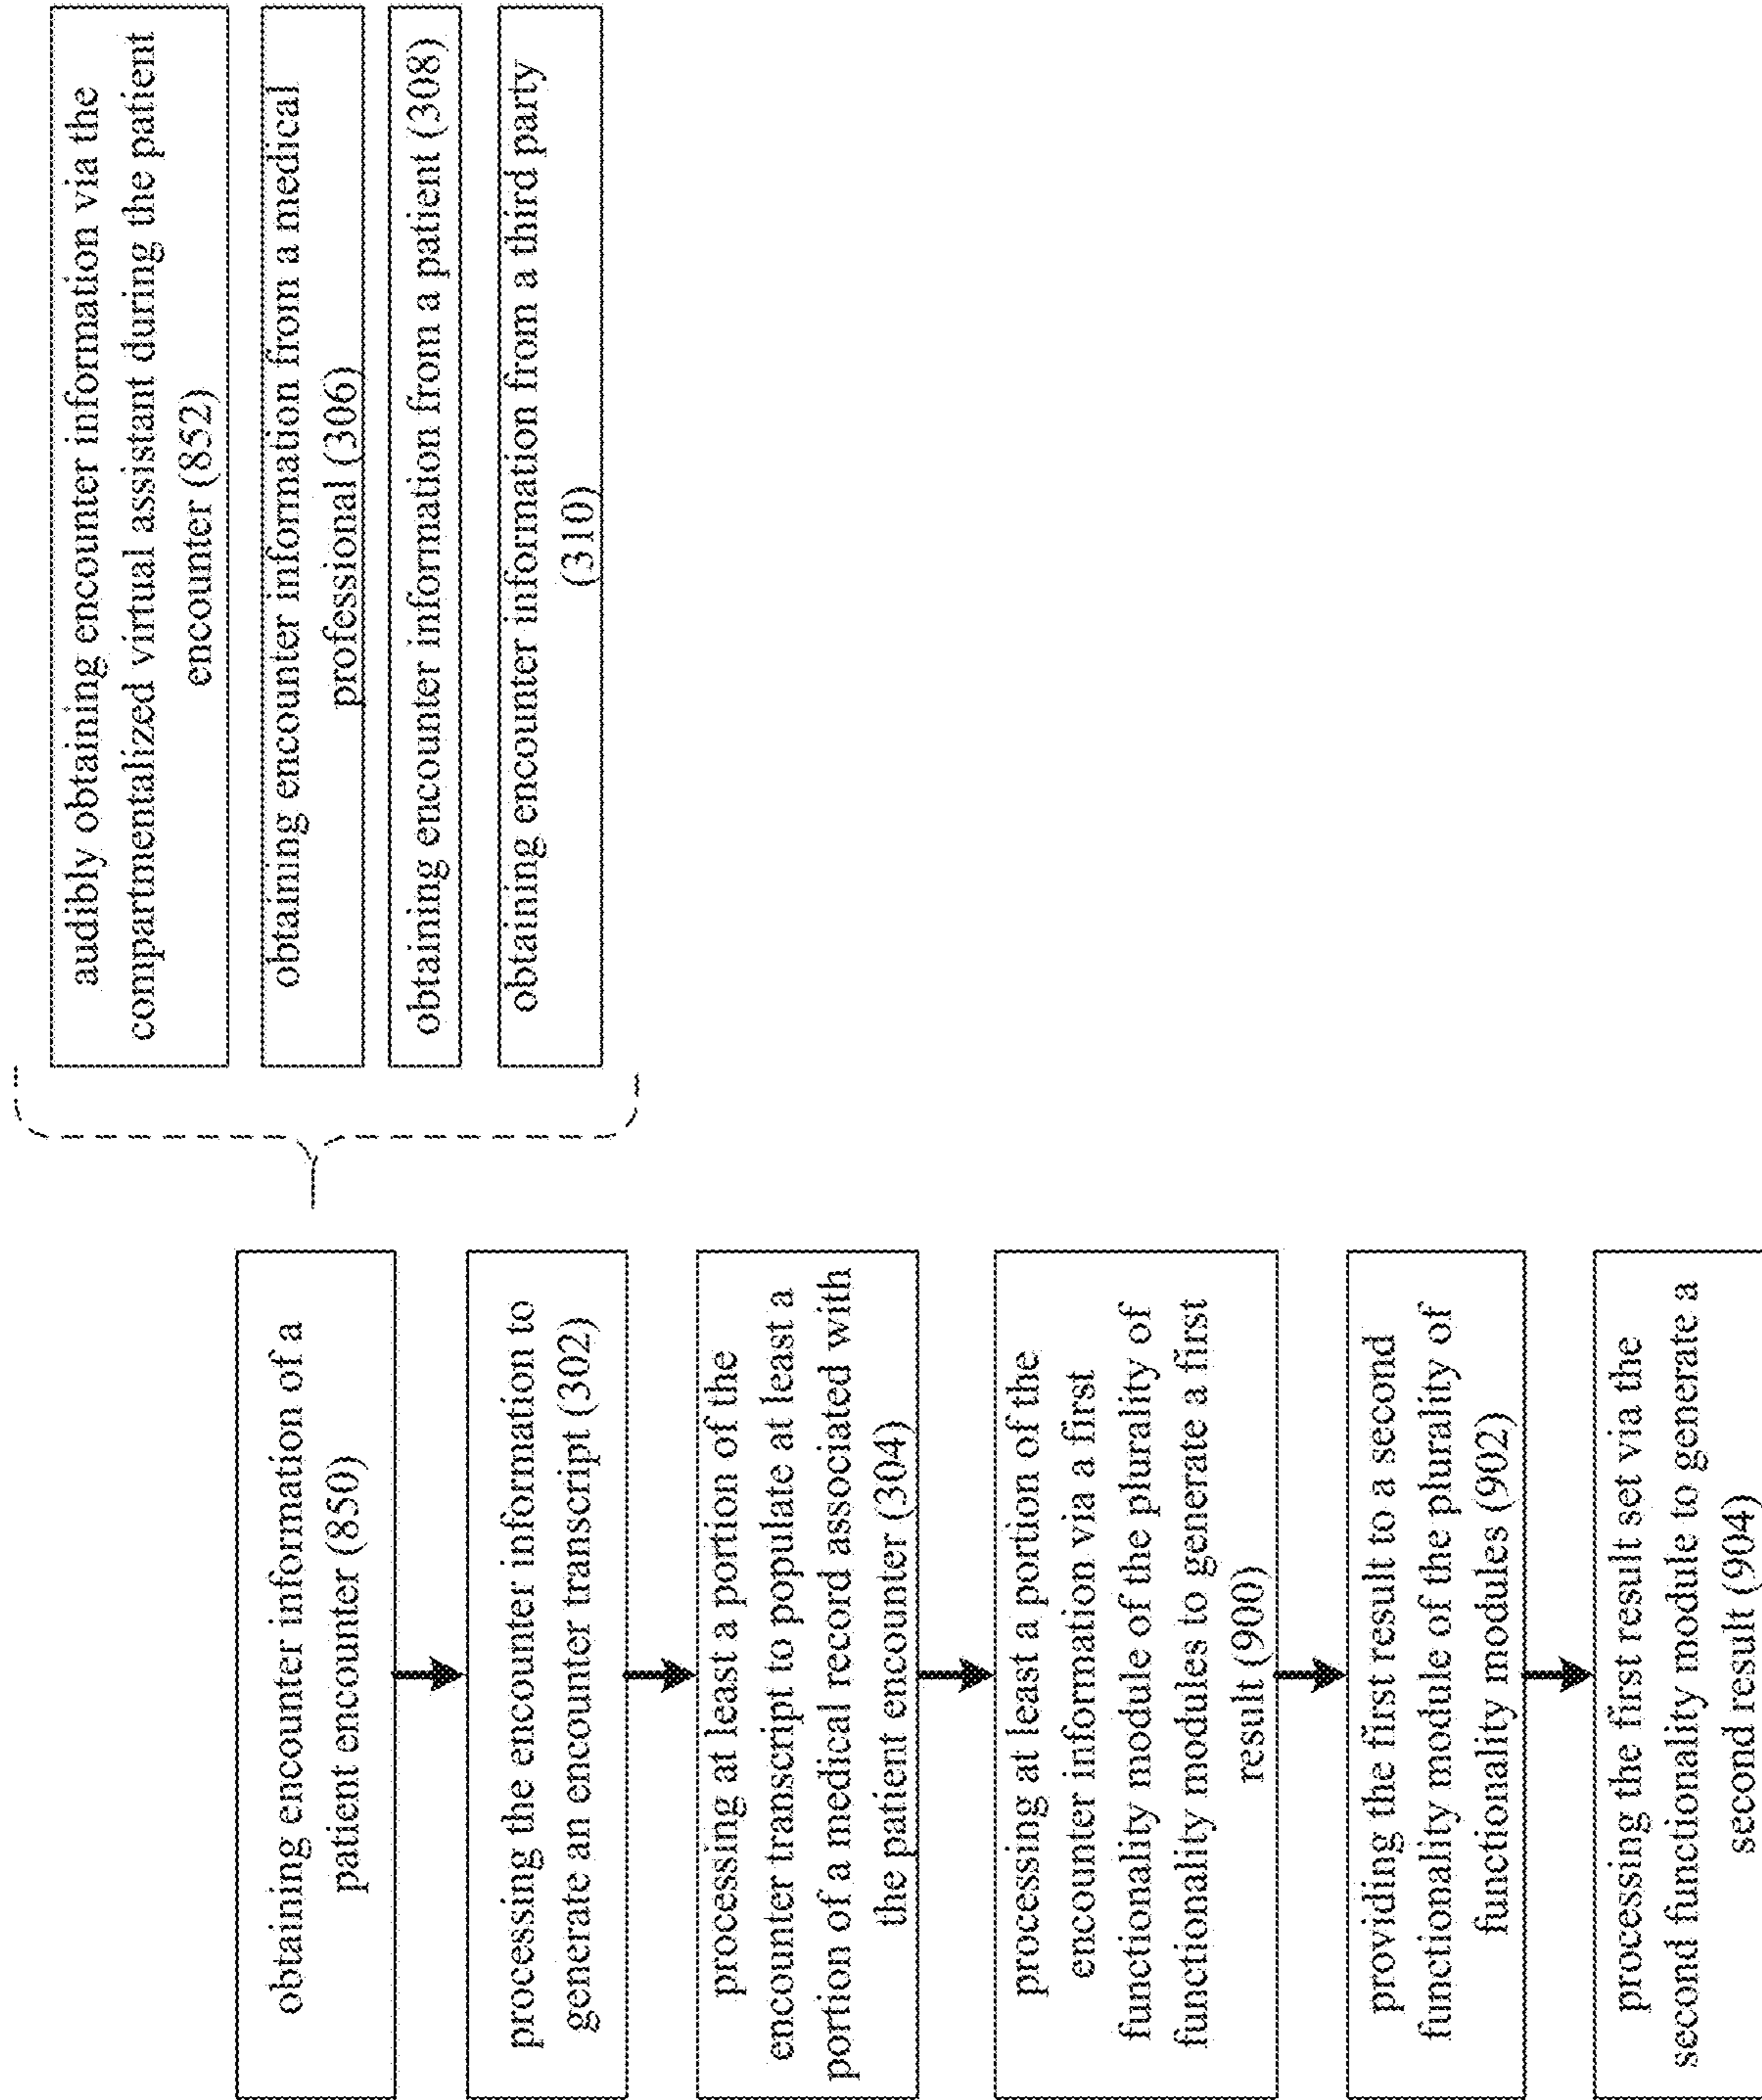 obtaining encounter information of a
patient encounter (850)
processing the encounter information to
generate an encounter transcript (302)
processing at least a portion of the
encounter transcript to populate at least a
portion of a medical record associated with
the patient encounter (304)
processing at least a portion of the
encounter information via a first
functionality module of the plurality of
functionality modules to generate a first
result (900)
providing the first result to a second
functionality module of the plurality of
functionality modules (902)
processing the first result set via the
second functionality module to generate a
second result (904)
audibly obtaining encounter information via the
compartmentalized virtual assistant during the patient
encounter (852)
obtaining encounter information from a medical
professional (306)
obtaining encounter information from a patient (308)
obtaining encounter information from a third party
(310)